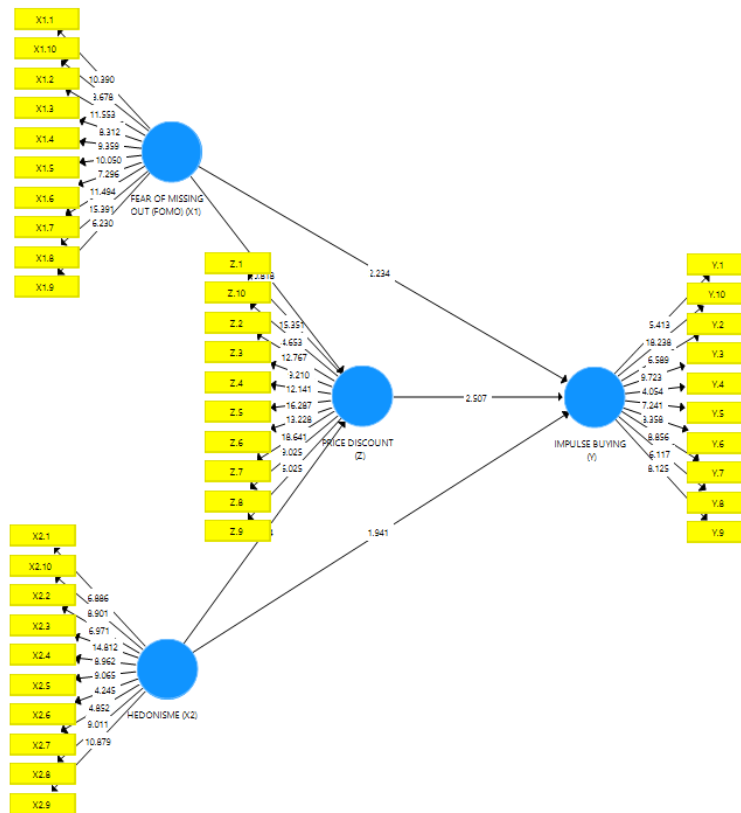 X1.1
X1.10
X1.2
X1.3
X1.4
X1.5
X1.6
X1.7
X1.8
X1.9
10.390
3.678
11.553
8.312
9.359
10.050
7.296
11.494
15.391
6.230
FEAR OF MISSING
OUT (FOMO) (X1)
2.234
Z.1
Z.10
Z.2
Z.3
Z.4
Z.5
Z.6
Z.7
Z.8
Z.9
15.351
4.653
12.767
9.210
12.141
16.287
13.228
18.641
9.025
PRICE DISCOUNT
(Z)
2.507
1.941
Y.1
Y.10
Y.2
Y.3
Y.4
Y.5
Y.6
Y.7
Y.8
Y.9
5.413
18.238
6.589
9.723
4.054
7.241
3.358
8.856
6.117
8.125
IMPULSE BUYING
(Y)
X2.1
X2.10
X2.2
X2.3
X2.4
X2.5
X2.6
X2.7
X2.8
X2.9
6.886
8.901
6.971
14.812
8.962
9.065
4.245
4.852
9.011
10.879
HEDONISME (X2)